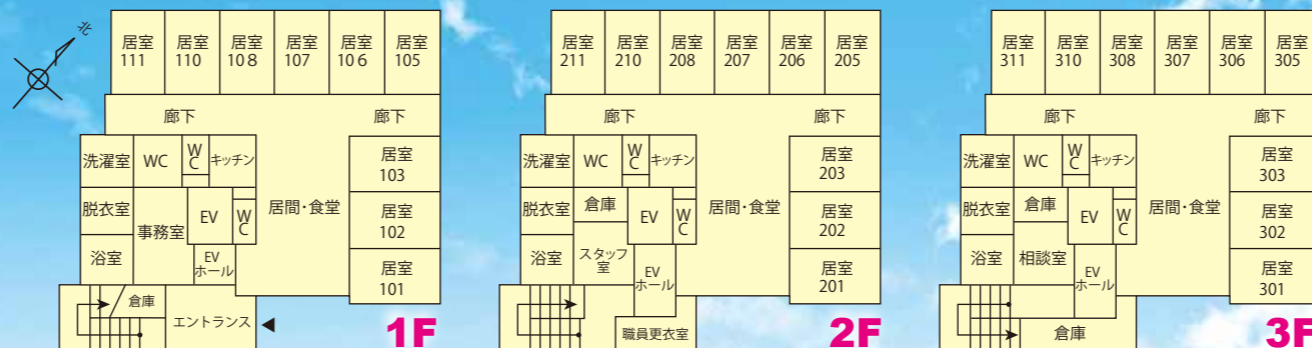 北
居室
111
居室
110
居室
108
居室
107
居室
106
居室
105
廊下
廊下
洗濯室
WC
WC
キッチン
居室
103
脱衣室
事務室
EV
WC
居間・食堂
居室
102
浴室
EV
ホール
居室
101
倉庫
エントランス
1F
居室
211
居室
210
居室
208
居室
207
居室
206
居室
205
廊下
廊下
洗濯室
WC
WC
キッチン
居室
203
脱衣室
倉庫
EV
WC
居間・食堂
居室
202
浴室
スタッフ
室
EV
ホール
居室
201
職員更衣室
2F
居室
311
居室
310
居室
308
居室
307
居室
306
居室
305
廊下
廊下
洗濯室
WC
WC
キッチン
居室
303
脱衣室
倉庫
EV
WC
居間・食堂
居室
302
浴室
相談室
EV
ホール
居室
301
倉庫
3F